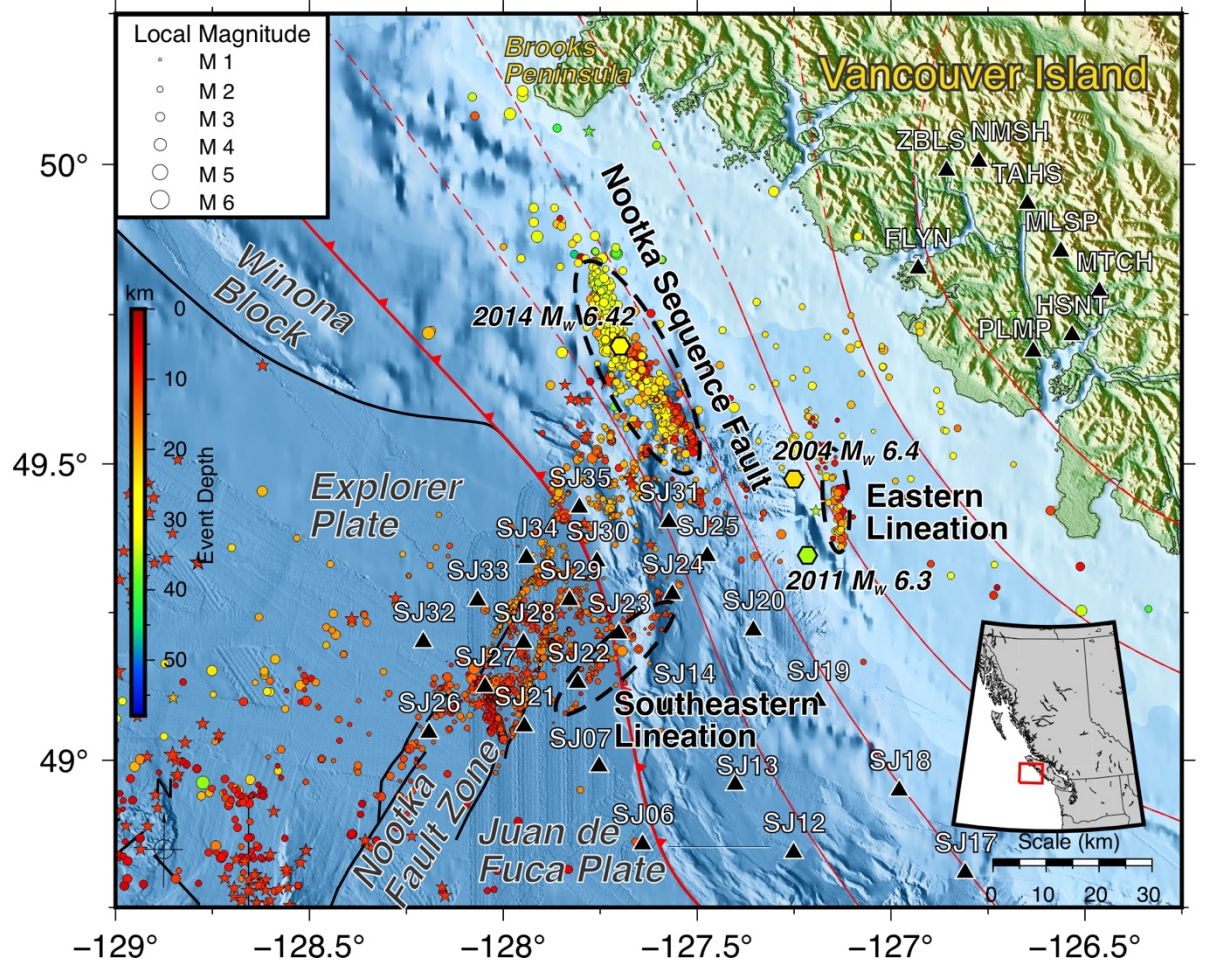 Local Magnitude
M 1
M 2
M 3
M 4
M 5
M 6
Brooks
Peninsula
Vancouver Island
ZBLS
NMSH
TAHS
MLSP
FLYN
MTCH
HSNT
PLMP
50°
Winona
Block
Nootka Sequence Fault
2014 Mw 6.42
km
0
10
20
30
40
50
Event Depth
49.5°
2004 Mw 6.4
Eastern
Lineation
2011 Mw 6.3
Explorer
Plate
SJ35
SJ31
SJ34
SJ30
SJ25
SJ33
SJ29
SJ24
SJ32
SJ28
SJ23
SJ20
SJ27
SJ22
SJ26
SJ21
SJ14
SJ19
Southeastern
Lineation
SJ07
49°
SJ13
SJ18
N
Nootka
Fault Zone
SJ06
SJ12
SJ17
Juan de
Fuca Plate
Scale (km)
0
10
20
30
−129°
−128.5°
−128°
−127.5°
−127°
−126.5°